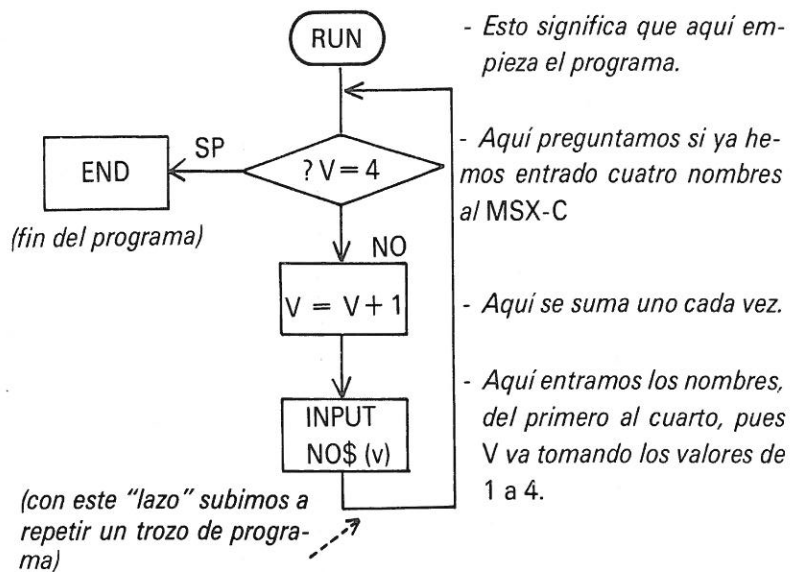 RUN
- Esto significa que aquí em-
pieza el programa.
SP
END
? V = 4
(fin del programa)
- Aquí preguntamos si ya he-
mos entrado cuatro nombres
al MSX-C
NO
V = V + 1
- Aquí se suma uno cada vez.
INPUT
NO$ (v)
- Aquí entramos los nombres,
del primero al cuarto, pues
V va tomando los valores de
1 a 4.
(con este "lazo" subimos a
repetir un trozo de progra-
ma)